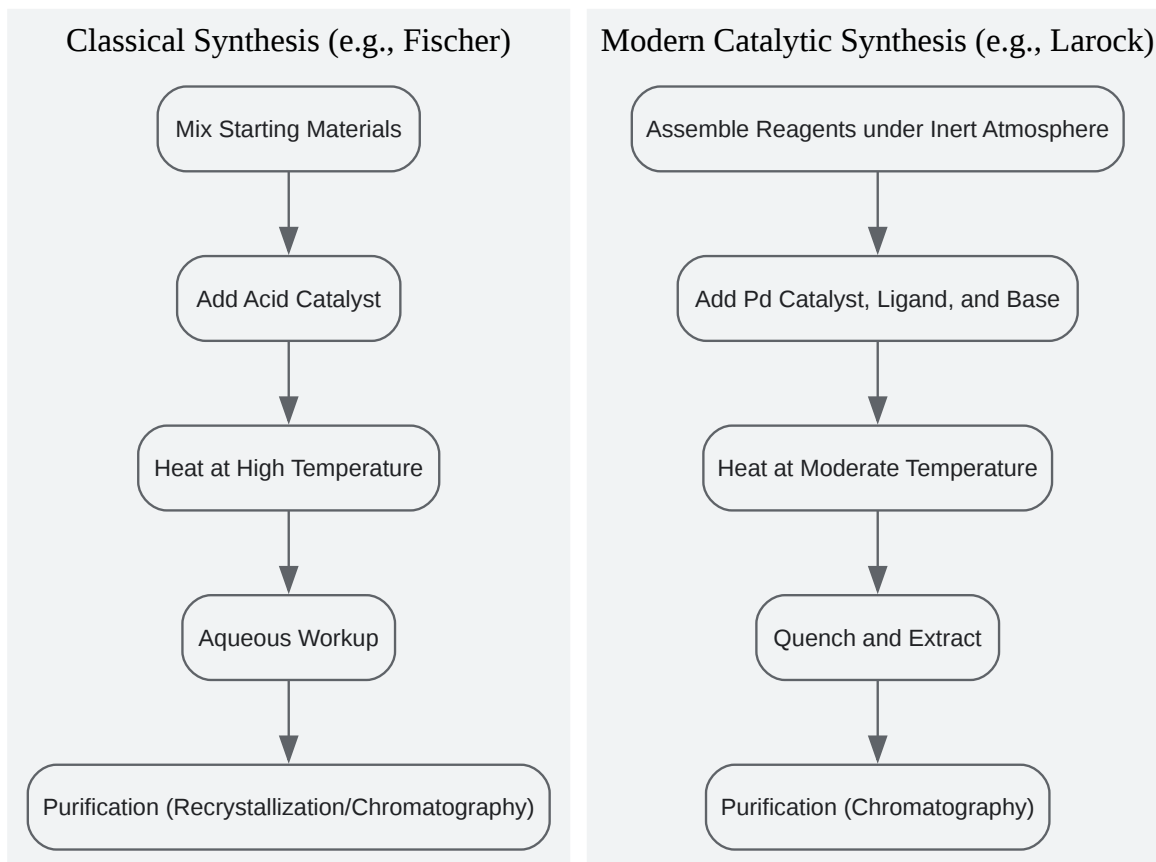 Classical Synthesis (e.g., Fischer)
Mix Starting Materials
Add Acid Catalyst
Heat at High Temperature
Aqueous Workup
Purification (Recrystallization/Chromatography)
Modern Catalytic Synthesis (e.g., Larock)
Assemble Reagents under Inert Atmosphere
Add Pd Catalyst, Ligand, and Base
Heat at Moderate Temperature
Quench and Extract
Purification (Chromatography)